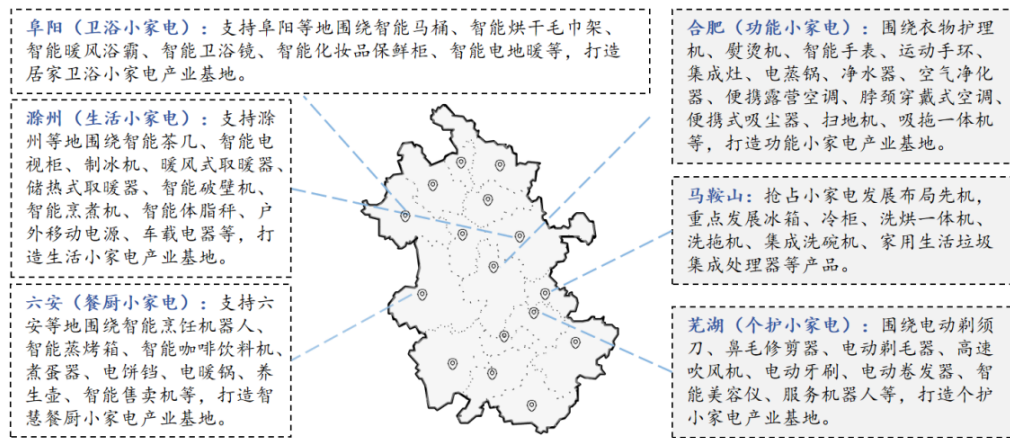 阜阳（卫浴小家电）：支持阜阳等地围绕智能马桶、智能烘干毛巾架、
智能暖风浴霸、智能卫浴镜、智能化妆品保鲜柜、智能电地暖等，打造
居家卫浴小家电产业基地。
滁州（生活小家电）：支持滁
州等地围绕智能茶几、智能电
视柜、制冰机、暖风式取暖器、
储热式取暖器、智能破壁机、
智能烹煮机、智能体脂秤、户
外移动电源、车载电器等，打
造生活小家电产业基地。
六安（餐厨小家电）：支持六
安等地围绕智能烹饪机器人、
智能蒸烤箱、智能咖啡饮料机、
煮蛋器、电饼铛、电暖锅、养
生壶、智能售卖机等，打造智
慧餐厨小家电产业基地。
合肥（功能小家电）：围绕衣物护理
机、熨烫机、智能手表、运动手环、
集成灶、电蒸锅、净水器、空气净化
器、便携露营空调、脖颈穿戴式空调、
便携式吸尘器、扫地机、吸拖一体机
等，打造功能小家电产业基地。
马鞍山：抢占小家电发展布局先机，
重点发展冰箱、冷柜、洗烘一体机、
洗拖机、集成洗碗机、家用生活垃圾
集成处理器等产品。
芜湖（个护小家电）：围绕电动剃须
刀、鼻毛修剪器、电动剃毛器、高速
吹风机、电动牙刷、电动卷发器、智
能美容仪、服务机器人等，打造个护
小家电产业基地。